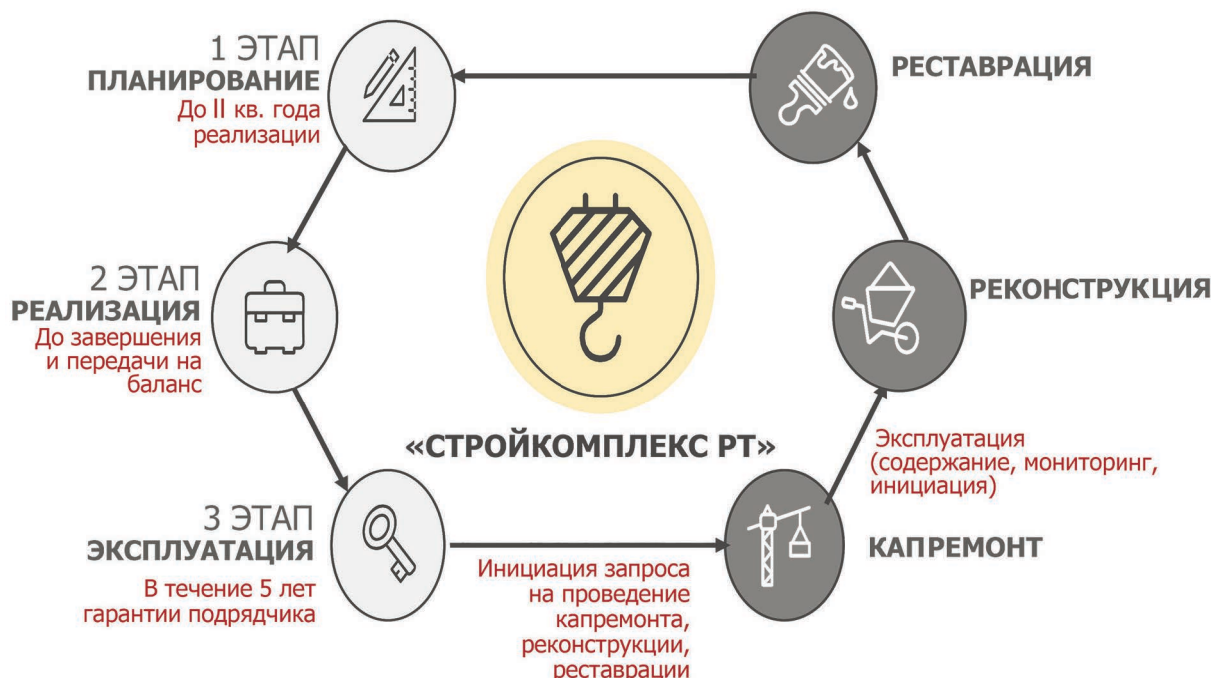 1 ЭТАП
ПЛАНИРОВАНИЕ
До II кв. года
реализации
2 ЭТАП
РЕАЛИЗАЦИЯ
До завершения
и передачи на
баланс
3 ЭТАП
ЭКСПЛУАТАЦИЯ
В течение 5 лет
гарантии подрядчика
«СТРОЙКОМПЛЕКС РТ»
Инициация запроса
на проведение
капремонта,
реконструкции,
реставрации
КАПРЕМОНТ
Эксплуатация
(содержание, мониторинг,
инициация)
РЕКОНСТРУКЦИЯ
РЕСТАВРАЦИЯ